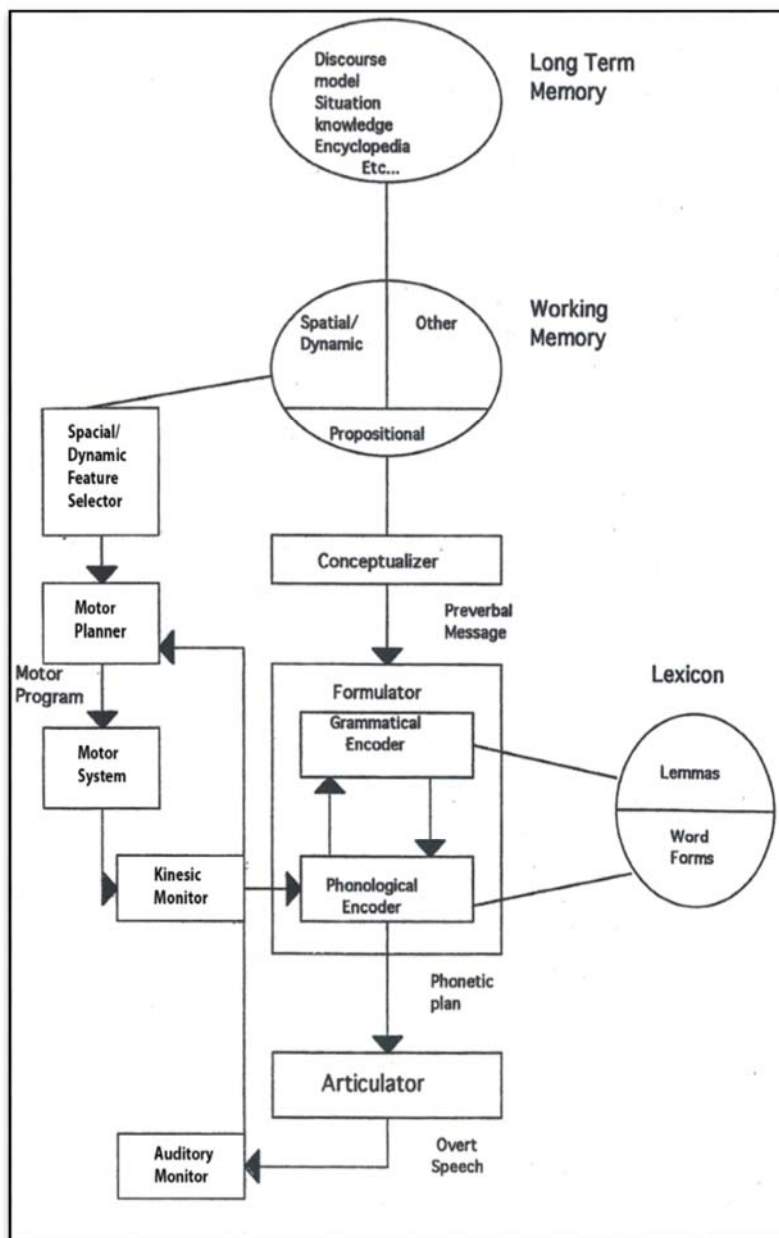 Discourse
model
Situation
knowledge
Encyclopedia
Etc...
Long Term
Memory
Spatial/
Dynamic
Other
Propositional
Working
Memory
Spacial/
Dynamic
Feature
Selector
Conceptualizer
Motor
Planner
Preverbal
Message
Motor
Program
Formulator
Grammatical
Encoder
Lexicon
Motor
System
Lemmas
Word
Forms
Kinesic
Monitor
Phonological
Encoder
Phonetic
plan
Articulator
Auditory
Monitor
Overt
Speech